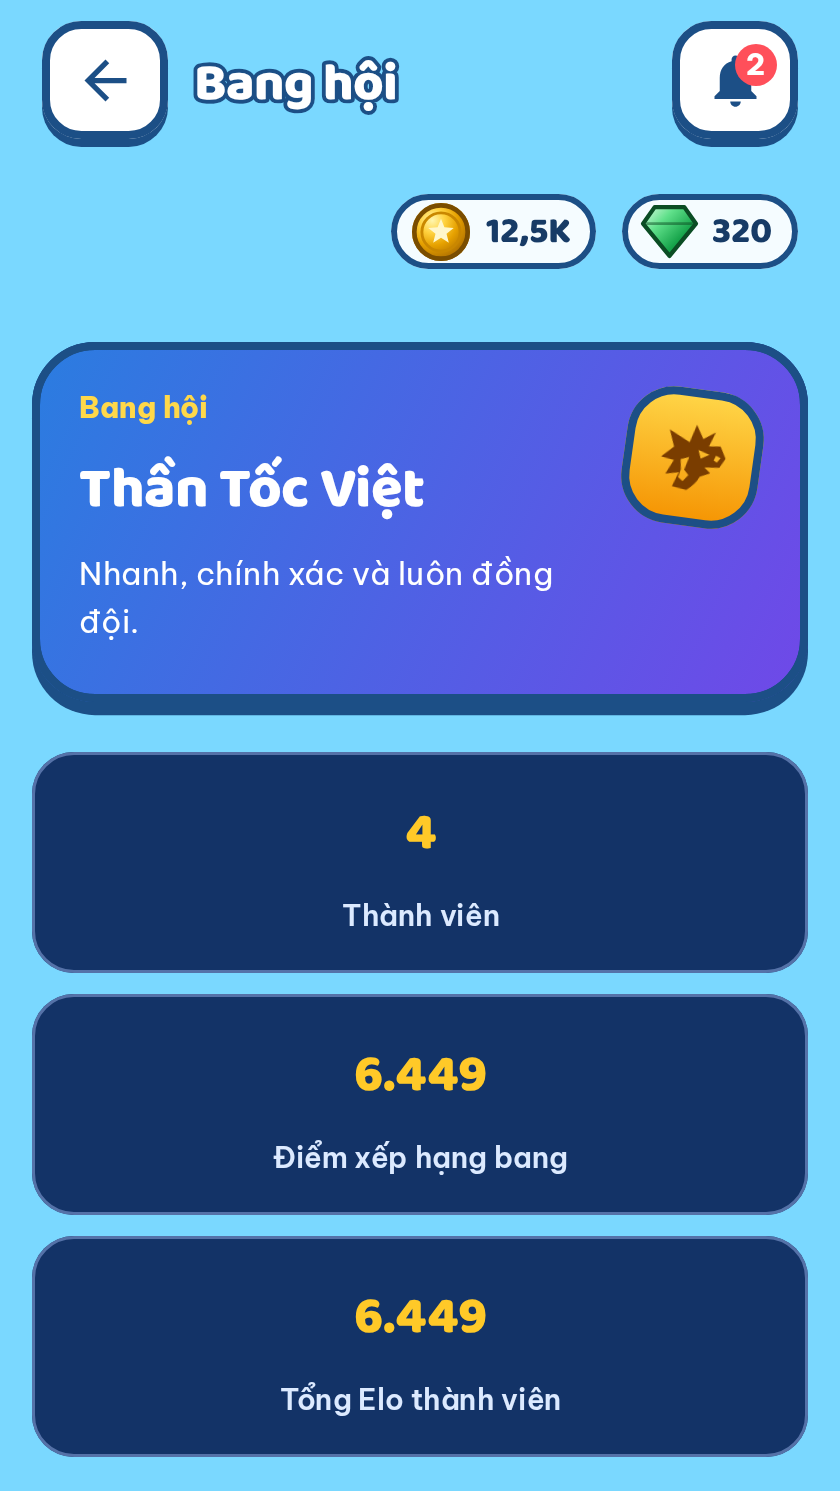 Bang hội
2
12,5K
320
Bang hội
Thần Tốc Việt
Nhanh, chính xác và luôn đồng
đội.
4
Thành viên
6.449
Điểm xếp hạng bang
6.449
Tổng Elo thành viên